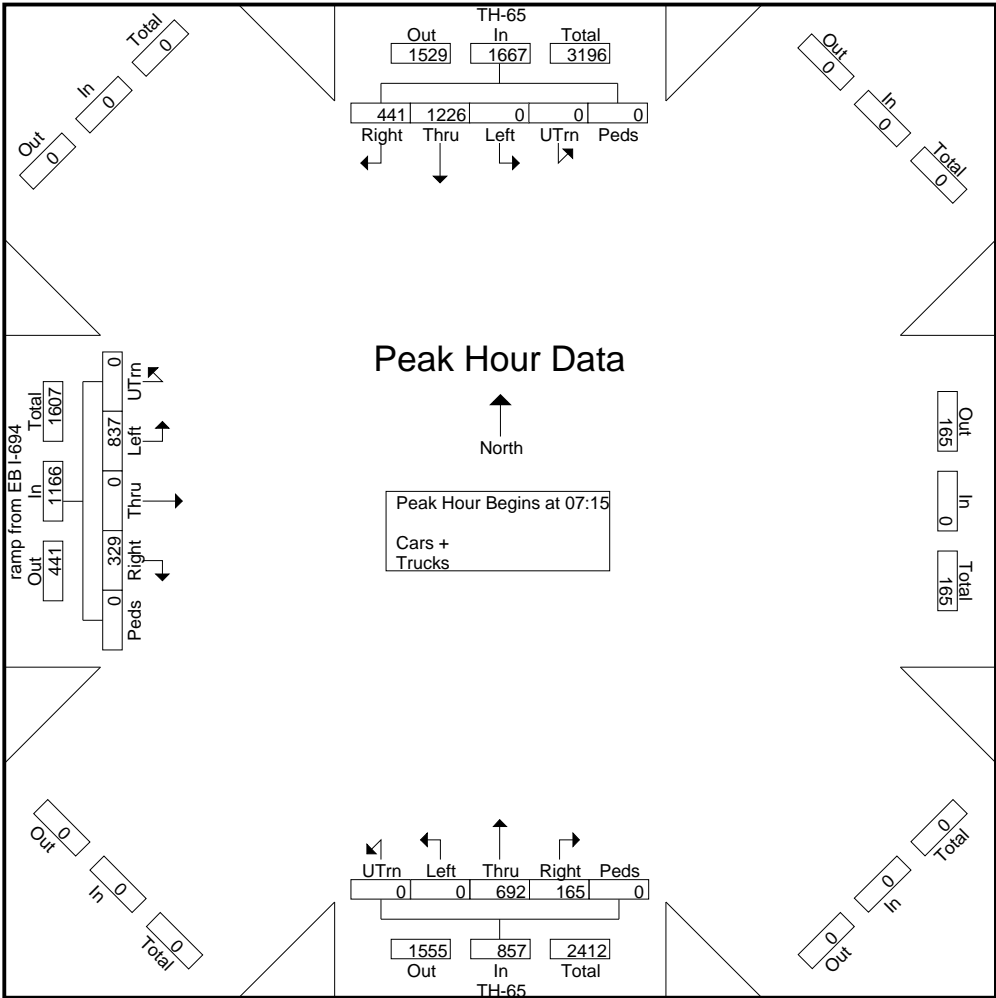 TH-65
Out In Total
1529 1667 3196
441 1226 0 0 0
Right Thru Left UTrn Peds
Total
0
In
0
Out
0
Out
0
In
0
Total
0
ramp from EB I-694
Total In Out
1607 1166 441
0 837 0 329 0
UTrn Left Thru Right Peds
Peak Hour Data
North
Peak Hour Begins at 07:15
Cars +
Trucks
Out In Total
165 0 165
0
Out
0
In
0
Total
0
Total
0
In
0
Out
UTrn Left Thru Right Peds
0 0 692 165 0
1555 857 2412
Out In Total
TH-65